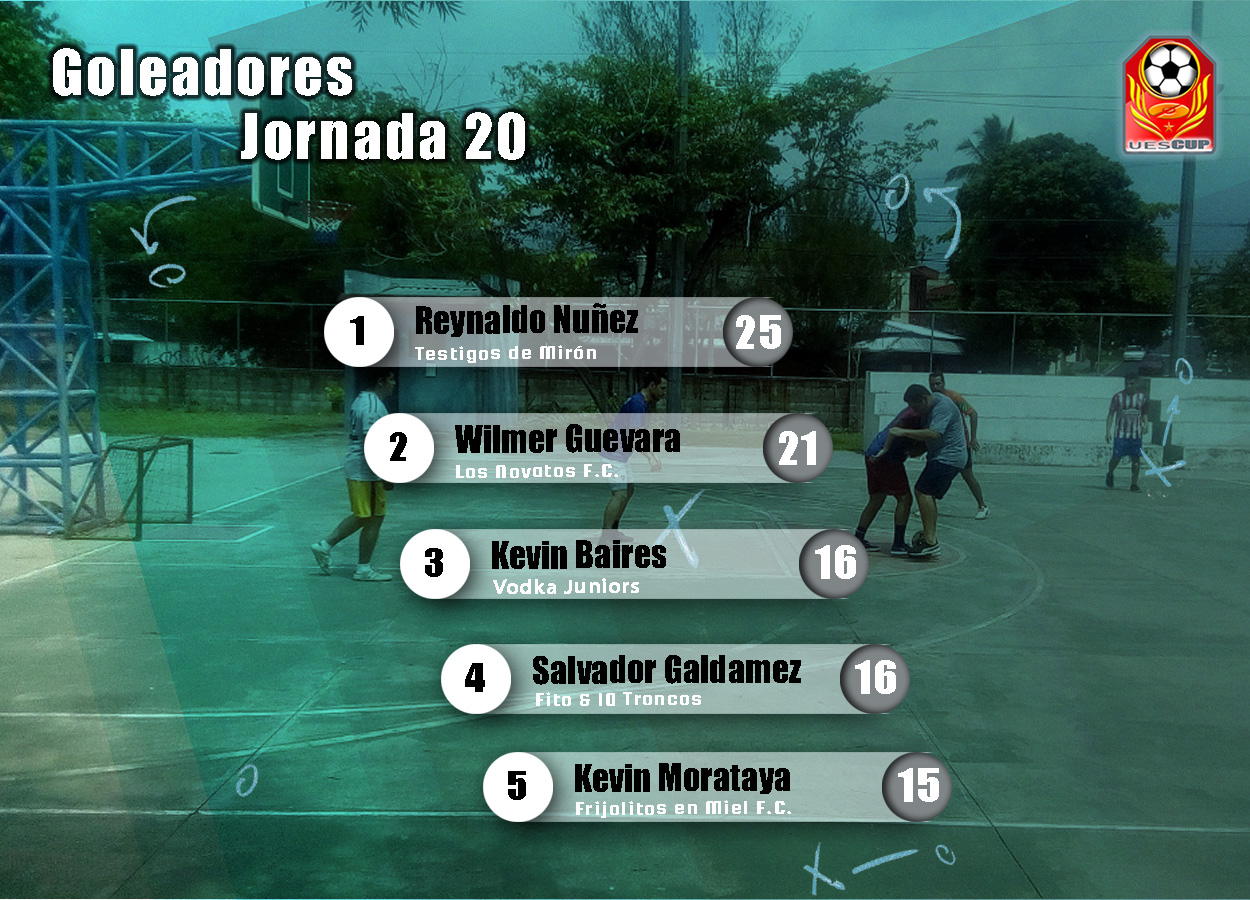 Goleadores
Jornada 20
UESCUP
1 Reynaldo Nuñez 25
Testigos de Mirón
2 Wilmer Guevara 21
Los Novatos F.C.
3 Kevin Baires 16
Vodka Juniors
4 Salvador Galdamez 16
Fito & 10 Troncos
5 Kevin Morataya 15
Frijolitos en Miel F.C.